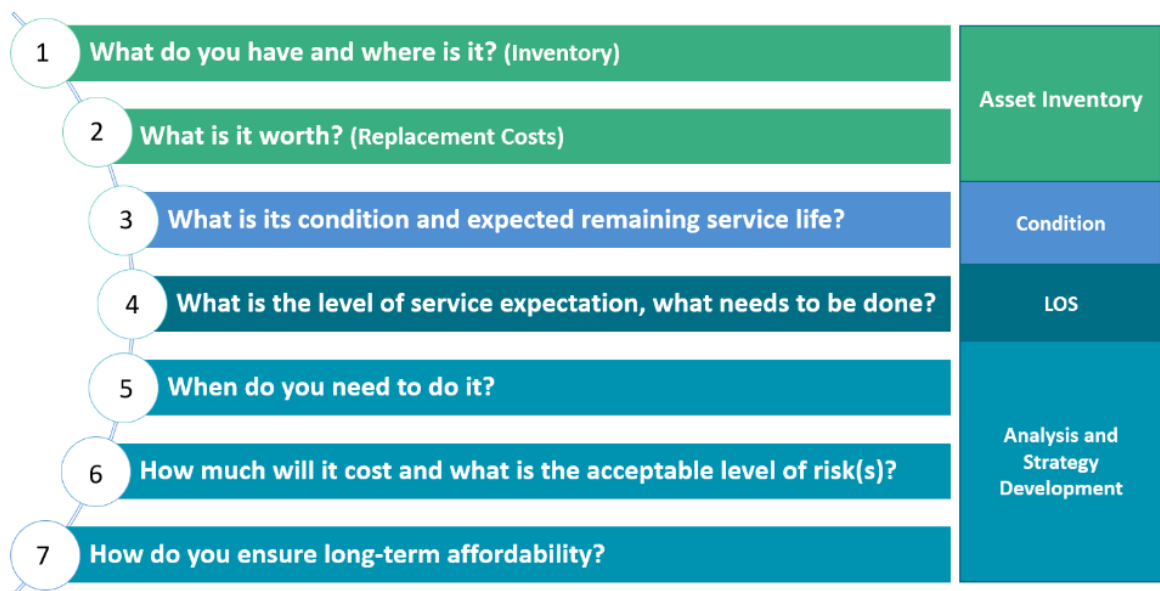 1
What do you have and where is it? (Inventory)
2
What is it worth? (Replacement Costs)
Asset Inventory
3
What is its condition and expected remaining service life?
Condition
4
What is the level of service expectation, what needs to be done?
LOS
5
When do you need to do it?
6
How much will it cost and what is the acceptable level of risk(s)?
7
How do you ensure long-term affordability?
Analysis and
Strategy
Development